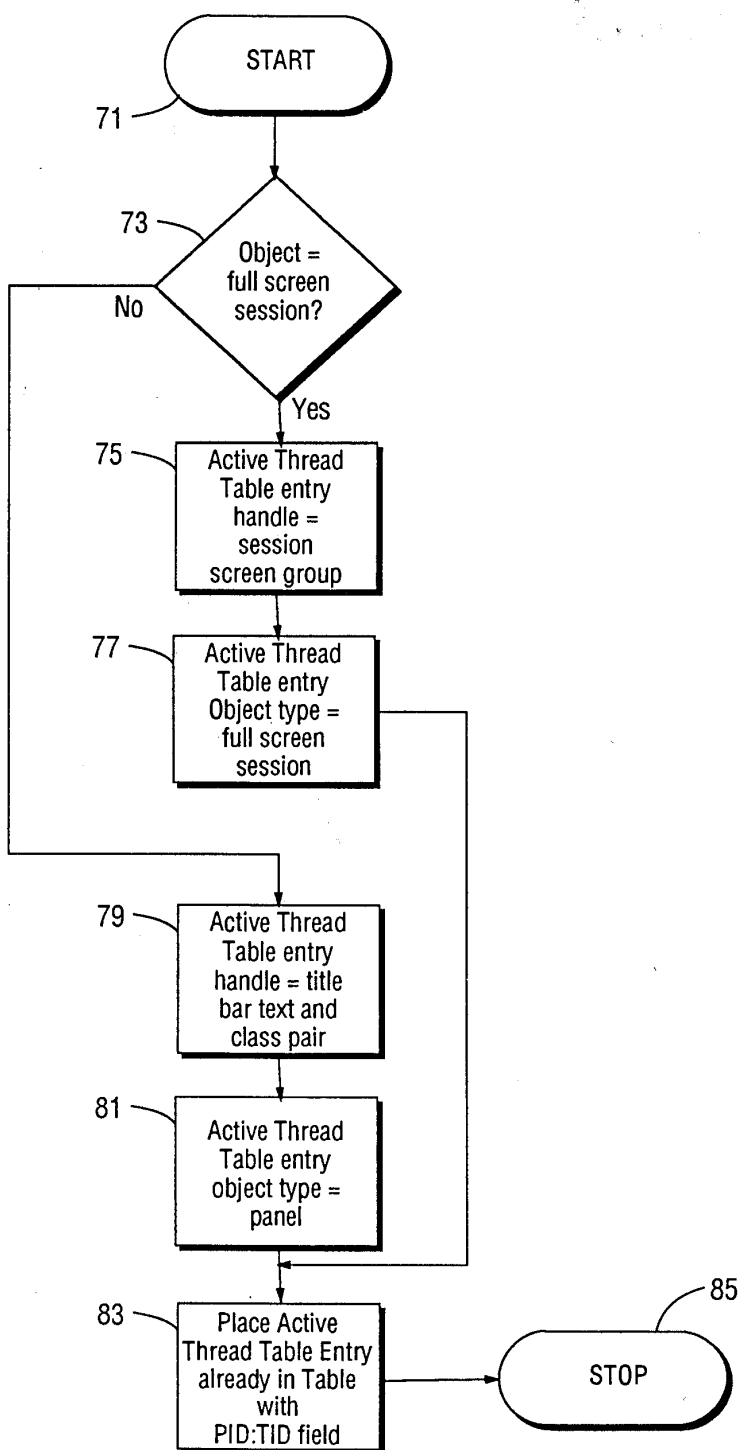 START
71
73
Object =
full screen
session?
No
Yes
75
Active Thread
Table entry
handle =
session
screen group
77
Active Thread
Table entry
Object type =
full screen
session
79
Active Thread
Table entry
handle = title
bar text and
class pair
81
Active Thread
Table entry
object type =
panel
83
Place Active
Thread Table Entry
already in Table
with
PID:TID field
85
STOP